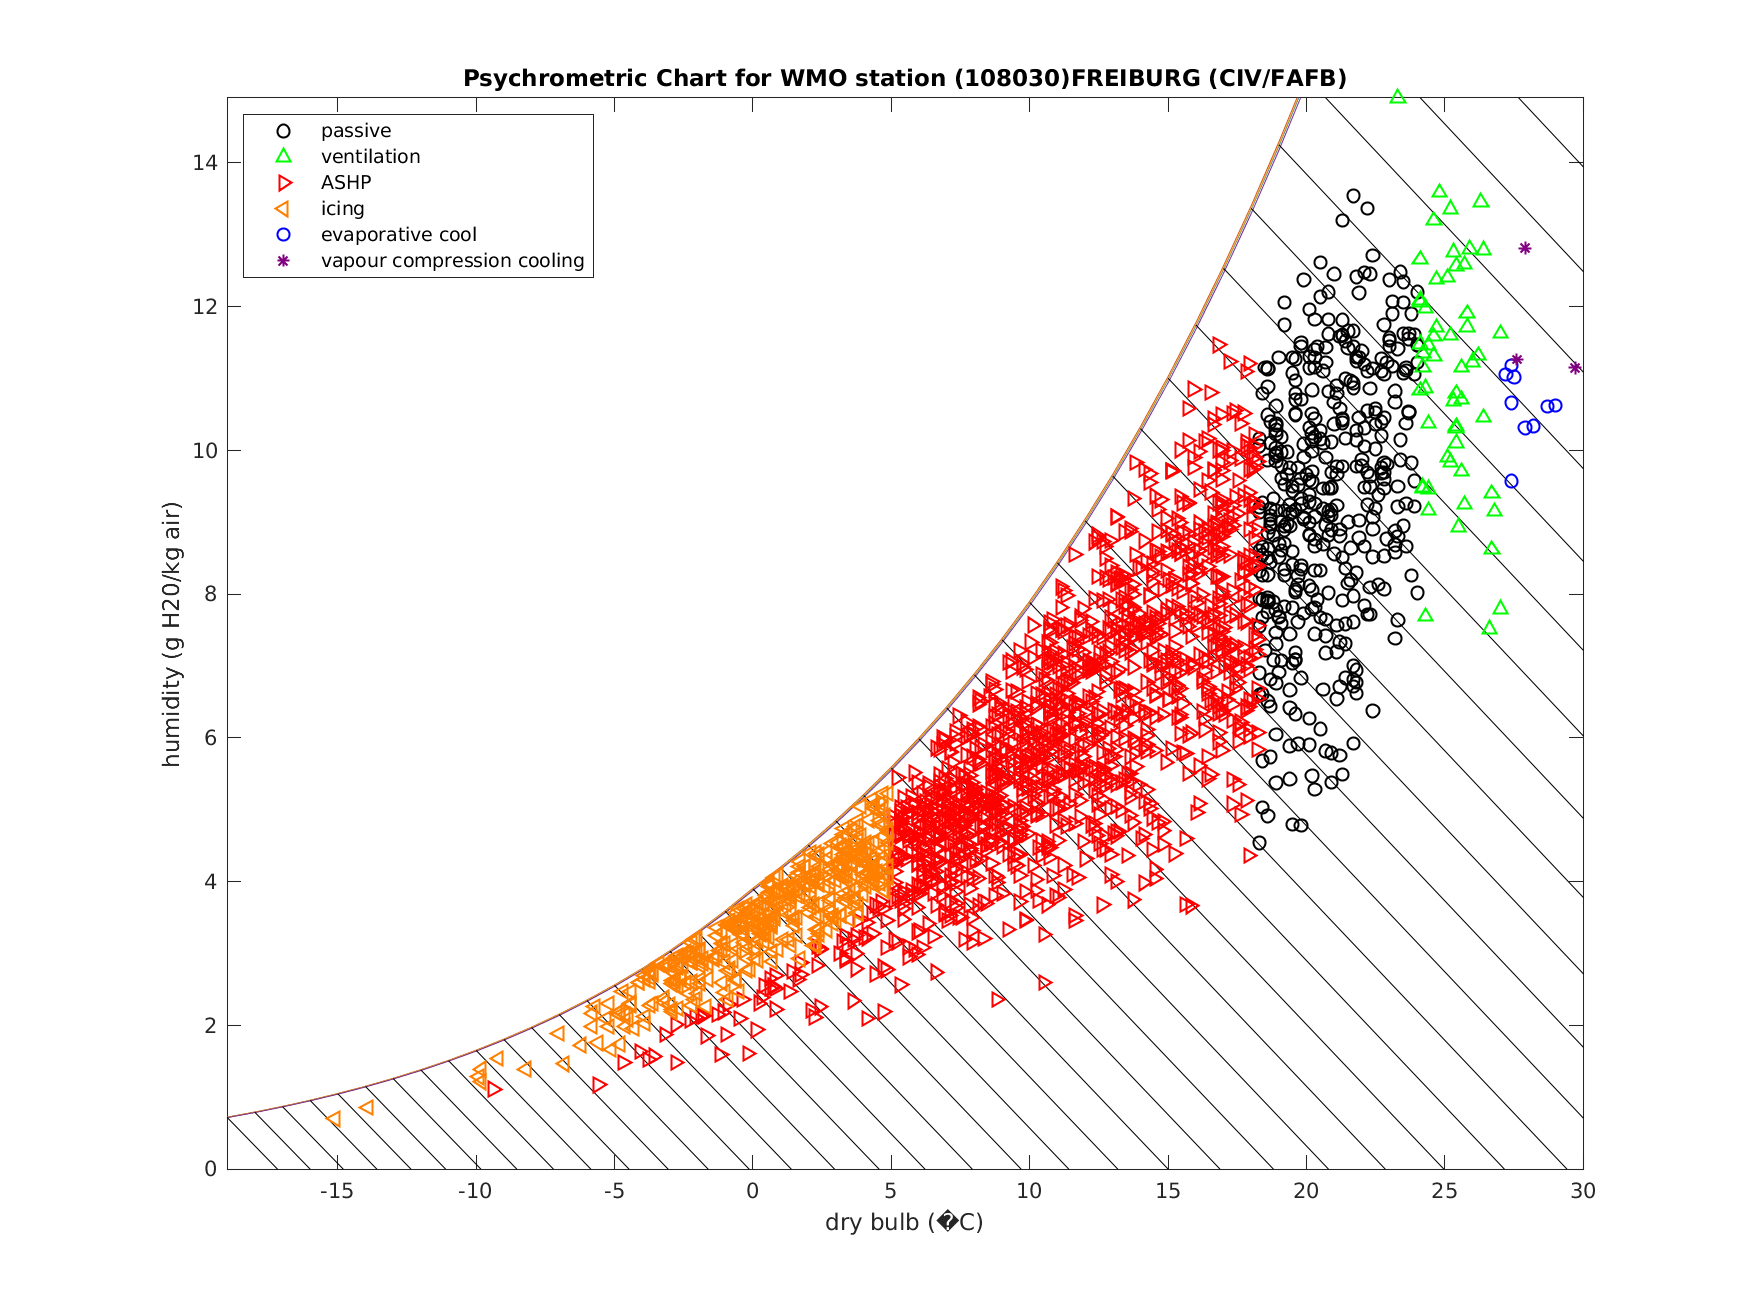 Psychrometric Chart for WMO station (108030)FREIBURG (CIV/FAFB)
passive
ventilation
ASHP
icing
evaporative cool
vapour compression cooling
humidity (g H20/kg air)
14
12
10
8
6
4
2
0
-15 -10 -5 0 5 10 15 20 25 30
dry bulb (�C)